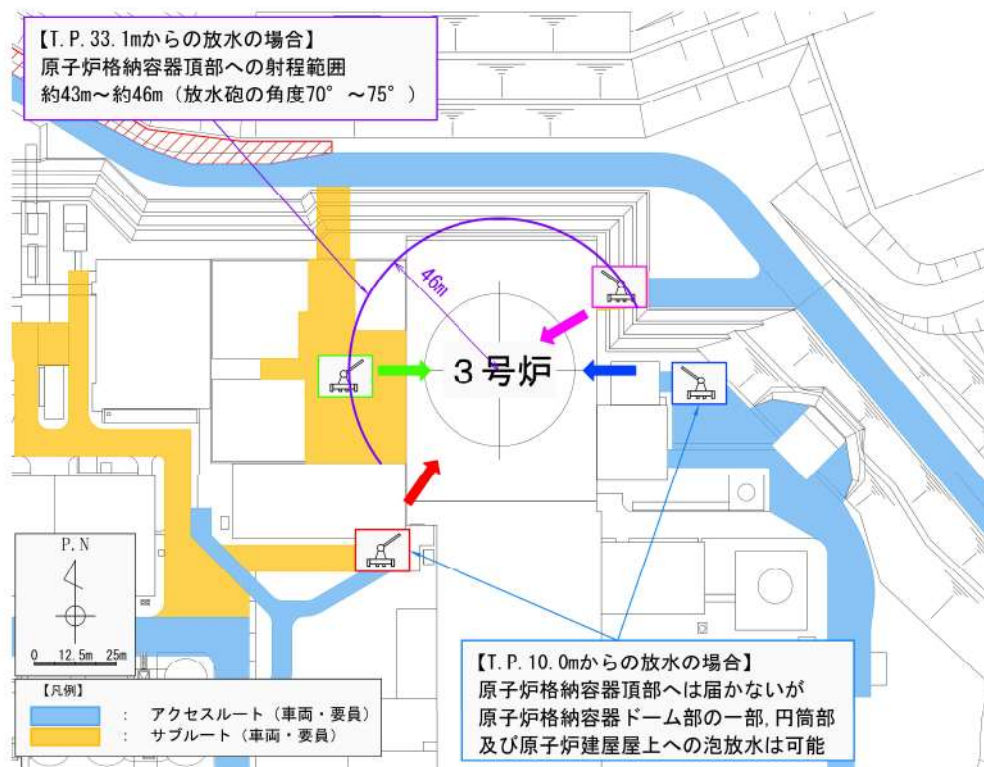 【T.P.33.1mからの放水の場合】
原子炉格納容器頂部への射程範囲
約43m～約46m（放水砲の角度70°～75°）
46m
3号炉
P.N
0 12.5m 25m
【凡例】
： アクセスルート（車両・要員）
： サブルート（車両・要員）
【T.P.10.0mからの放水の場合】
原子炉格納容器頂部へは届かないが
原子炉格納容器ドーム部の一部，円筒部
及び原子炉建屋屋上への泡放水は可能